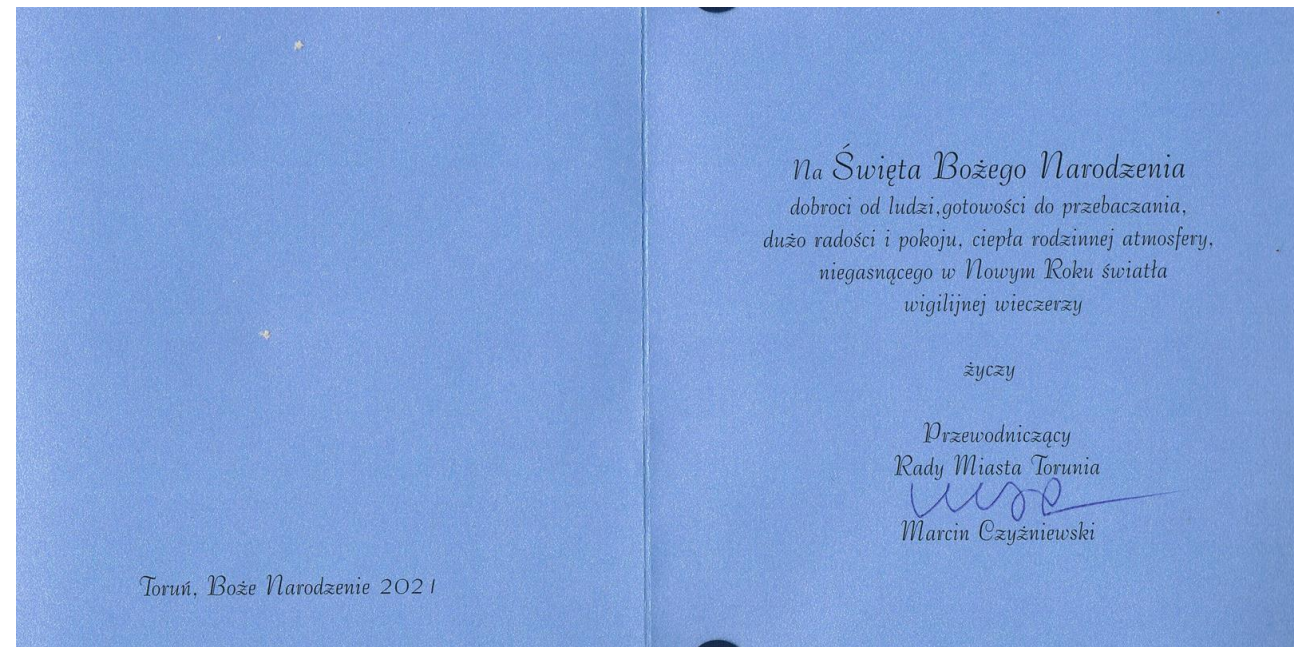 Toruń, Boże Narodzenie 2021
Na Święta Bożego Narodzenia
dobroci od ludzi,gotowości do przebaczania,
dużo radości i pokoju, ciepła rodzinnej atmosfery,
niegasnącego w Nowym Roku światła
wigilijnej wieczerzy
życzy
Przewodniczący
Rady Miasta Torunia
Marcin Czyżniewski